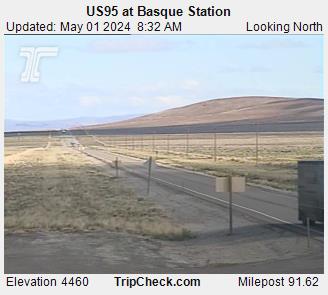 US95 at Basque Station
Updated: May 01 2024 8:32 AM Looking North
Elevation 4460 TripCheck.com Milepost 91.62